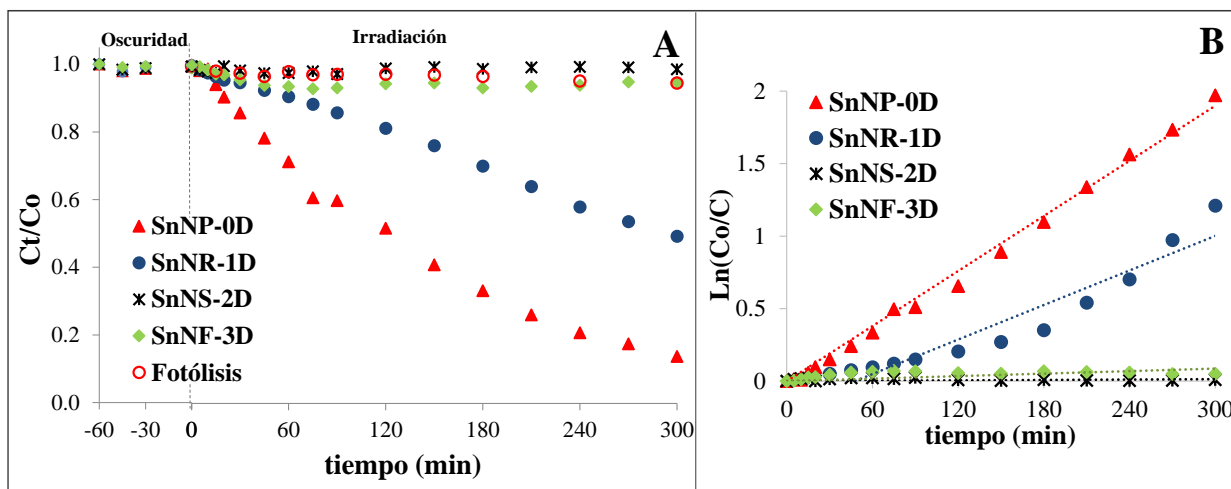 Oscuridad
Irradiación
A
Ct/Co
1.0
0.8
0.6
0.4
0.2
0.0
SnNP-0D
SnNR-1D
SnNS-2D
SnNF-3D
Fotólisis
-60 -30 0 60 120 180 240 300
tiempo (min)
B
Ln(Co/C)
2
1.5
1
0.5
0
SnNP-0D
SnNR-1D
SnNS-2D
SnNF-3D
0 60 120 180 240 300
tiempo (min)